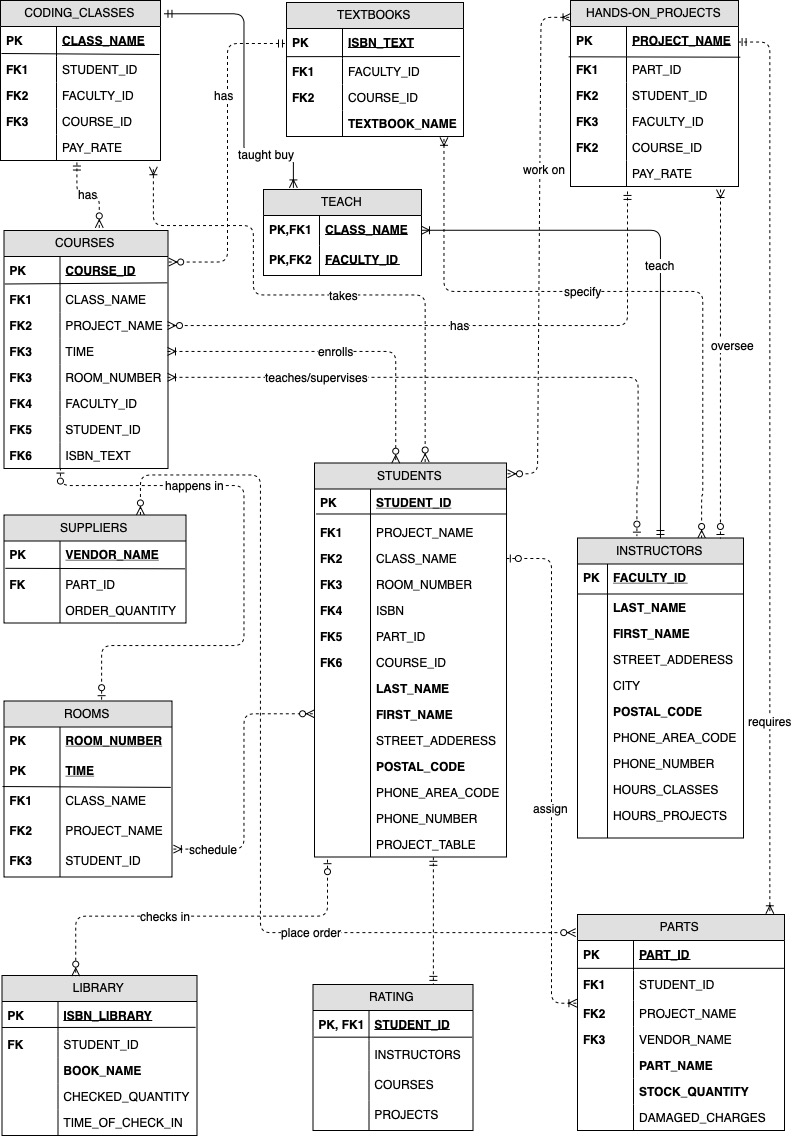 CODING_CLASSES
PK CLASS_NAME
FK1 STUDENT_ID
FK2 FACULTY_ID
FK3 COURSE_ID
PAY_RATE
TEXTBOOKS
PK ISBN_TEXT
FK1 FACULTY_ID
FK2 COURSE_ID
TEXTBOOK_NAME
HANDS-ON_PROJECTS
PK PROJECT_NAME
FK1 PART_ID
FK2 STUDENT_ID
FK3 FACULTY_ID
FK2 COURSE_ID
PAY_RATE
has
taught buy
work on
has
TEACH
PK,FK1 CLASS_NAME
PK,FK2 FACULTY_ID
teach
takes
specify
has
oversee
enrolls
teaches/supervises
COURSES
PK COURSE_ID
FK1 CLASS_NAME
FK2 PROJECT_NAME
FK3 TIME
FK3 ROOM_NUMBER
FK4 FACULTY_ID
FK5 STUDENT_ID
FK6 ISBN_TEXT
happens in
SUPPLIERS
PK VENDOR_NAME
FK PART_ID
ORDER_QUANTITY
STUDENTS
PK STUDENT_ID
FK1 PROJECT_NAME
FK2 CLASS_NAME
FK3 ROOM_NUMBER
FK4 ISBN
FK5 PART_ID
FK6 COURSE_ID
LAST_NAME
FIRST_NAME
STREET_ADDERESS
POSTAL_CODE
PHONE_AREA_CODE
PHONE_NUMBER
PROJECT_TABLE
INSTRUCTORS
PK FACULTY_ID
LAST_NAME
FIRST_NAME
STREET_ADDERESS
CITY
POSTAL_CODE
PHONE_AREA_CODE
PHONE_NUMBER
HOURS_CLASSES
HOURS_PROJECTS
requires
ROOMS
PK ROOM_NUMBER
PK TIME
FK1 CLASS_NAME
FK2 PROJECT_NAME
FK3 STUDENT_ID
schedule
assign
checks in
place order
LIBRARY
PK ISBN_LIBRARY
FK STUDENT_ID
BOOK_NAME
CHECKED_QUANTITY
TIME_OF_CHECK_IN
RATING
PK, FK1 STUDENT_ID
INSTRUCTORS
COURSES
PROJECTS
PARTS
PK PART_ID
FK1 STUDENT_ID
FK2 PROJECT_NAME
FK3 VENDOR_NAME
PART_NAME
STOCK_QUANTITY
DAMAGED_CHARGES